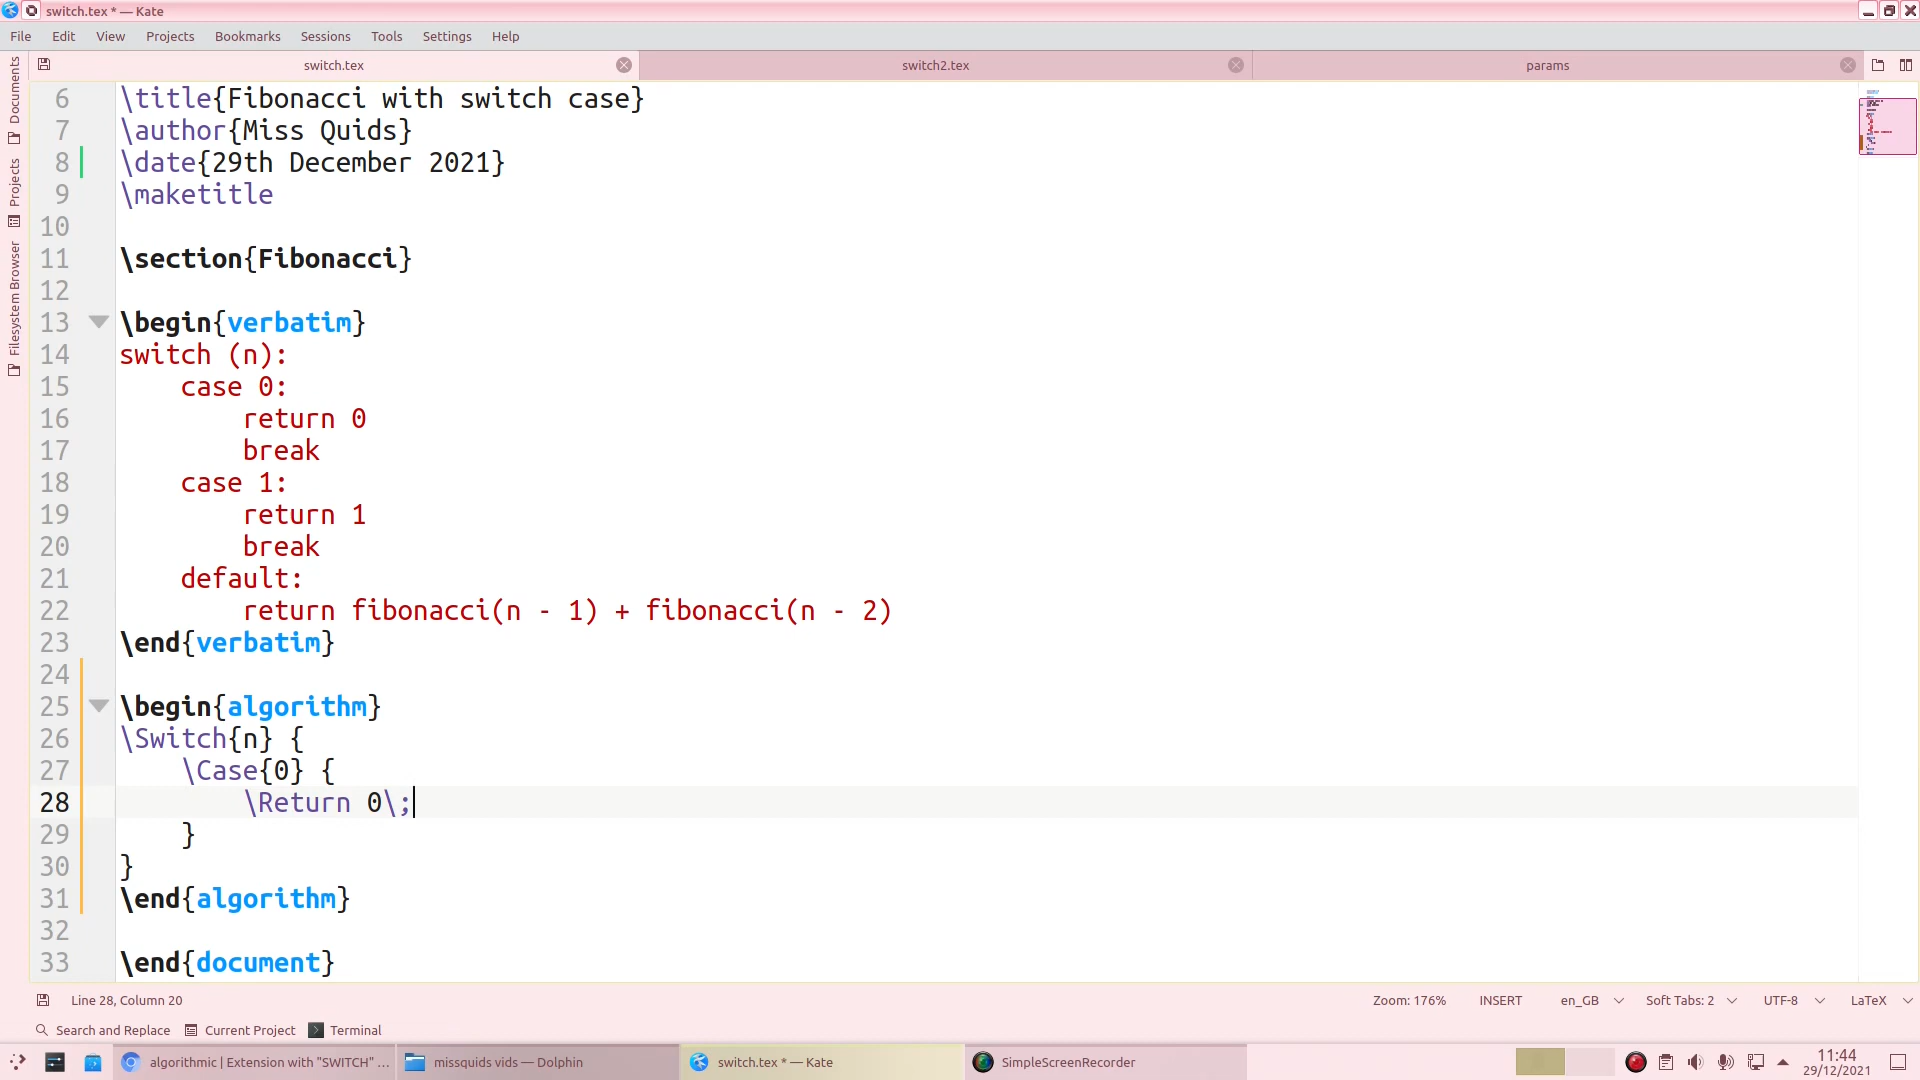 switch.tex * — Kate
File Edit View Projects Bookmarks Sessions Tools Settings Help
switch.tex switch2.tex params
Documents
Projects
Filesystem Browser
6 \title{Fibonacci with switch case}
7 \author{Miss Quids}
8 \date{29th December 2021}
9 \maketitle
10
11 \section{Fibonacci}
12
13 \begin{verbatim}
14 switch (n):
15     case 0:
16         return 0
17         break
18     case 1:
19         return 1
20         break
21     default:
22         return fibonacci(n - 1) + fibonacci(n - 2)
23 \end{verbatim}
24
25 \begin{algorithm}
26 \Switch{n} {
27     \Case{0} {
28         \Return 0\;
29     }
30 }
31 \end{algorithm}
32
33 \end{document}
Line 28, Column 20 Zoom: 176% INSERT en_GB Soft Tabs: 2 UTF-8 LaTeX
Search and Replace Current Project Terminal
algorithmic | Extension with "SWITCH" ... missquids vids — Dolphin switch.tex * — Kate SimpleScreenRecorder 11:44
29/12/2021